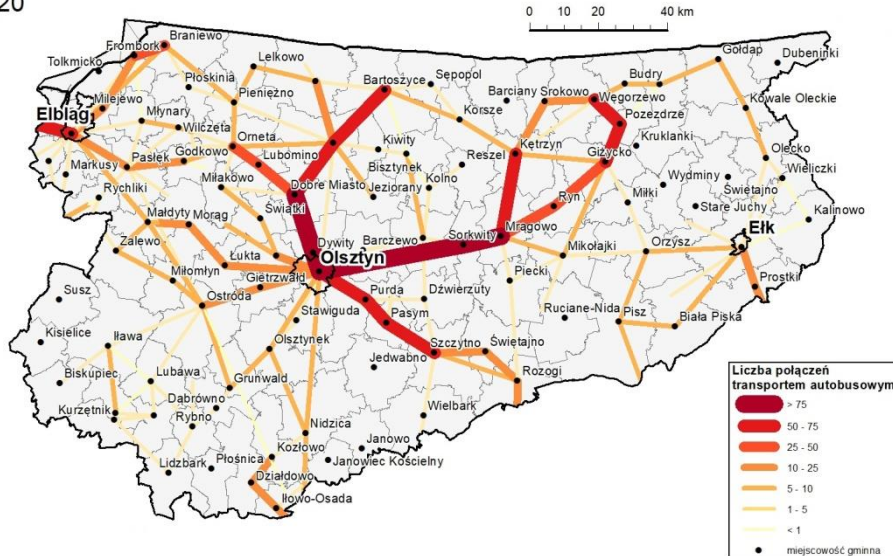 20
0 10 20 40 km
Braniewo
Frombork
Tolkmicko
Lelkowo
Gołdap
Dubeninki
Płoskinia
Bartoszyce
Sępopol
Budry
Barciany Srokowo
Węgorzewo
Milejewo
Pieniężno
Kowale Oleckie
Elbląg
Młynary
Korsze
Pozezdrze
Wilczęta
Orneta
Kruklanki
Kiwity
Kętrzyn
Markusy
Pasłęk
Godkowo
Lubomino
Bisztynek
Reszel
Giżycko
Olecko
Wydminy
Wieliczki
Rychliki
Miłakowo
Dobre Miasto
Jeziorany
Kolno
Ryn
Miłki
Świętajno
Świątki
Stare Juchy
Kalinowo
Małdyty
Morąg
Sorkwity
Mrągowo
Ełk
Dywity
Barczewo
Zalewo
Łukta
Olsztyn
Mikołajki
Orzysz
Miłomłyn
Gietrzwałd
Piecki
Prostki
Susz
Ostróda
Purda
Dźwierzuty
Stawiguda
Pasym
Ruciane-Nida
Pisz
Biała Piska
Kisielice
Iława
Olsztynek
Szczytno
Świętajno
Jedwabno
Biskupiec
Lubawa
Grunwald
Rozogi
Dąbrówno
Kurzętnik
Rybno
Wielbark
Nidzica
Lidzbark
Płośnica
Kozłowo
Janowo
Janowiec Kościelny
Działdowo
Iłowo-Osada
Liczba połączeń
transportem autobusowym
> 75
50 - 75
25 - 50
10 - 25
5 - 10
1 - 5
< 1
miejscowość gminna